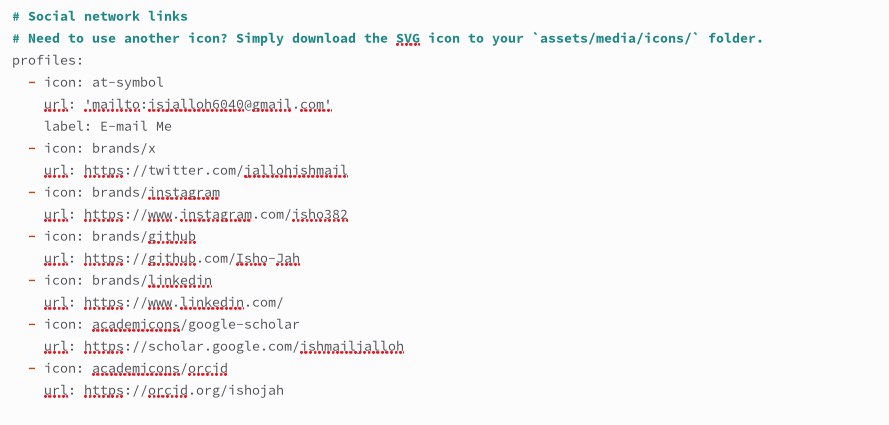 # Social network links
# Need to use another icon? Simply download the SVG icon to your `assets/media/icons/` folder.
profiles:
- icon: at-symbol
url: 'mailto:isjalloh6040@gmail.com'
label: E-mail Me
- icon: brands/x
url: https://twitter.com/jallohishmail
- icon: brands/instagram
url: https://www.instagram.com/isho382
- icon: brands/github
url: https://github.com/Isho-Jah
- icon: brands/linkedin
url: https://www.linkedin.com/
- icon: academicons/google-scholar
url: https://scholar.google.com/ishmailjalloh
- icon: academicons/orcid
url: https://orcid.org/ishojah